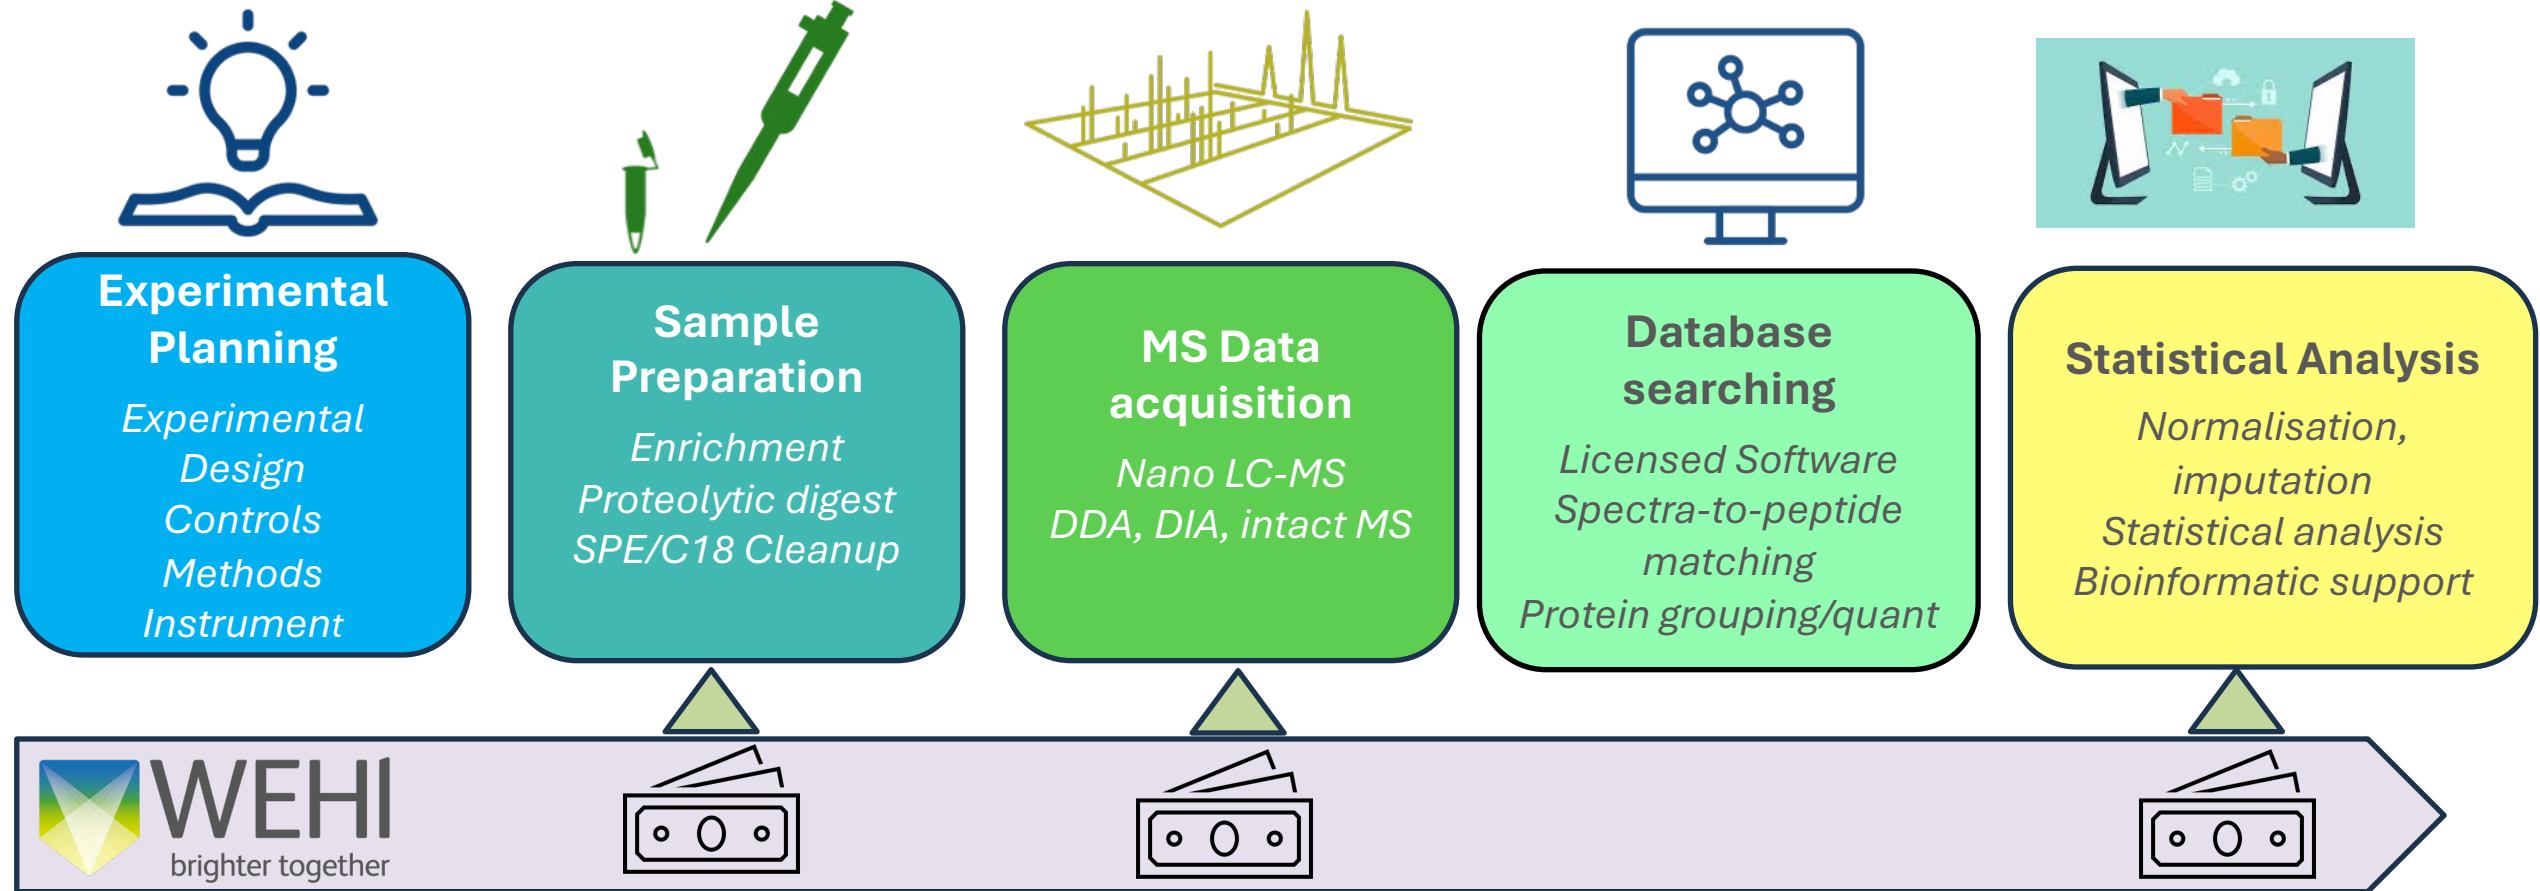 Experimental
Planning
Experimental
Design
Controls
Methods
Instrument
Sample
Preparation
Enrichment
Proteolytic digest
SPE/C18 Cleanup
MS Data
acquisition
Nano LC-MS
DDA, DIA, intact MS
Database
searching
Licensed Software
Spectra-to-peptide
matching
Protein grouping/quant
Statistical Analysis
Normalisation,
imputation
Statistical analysis
Bioinformatic support
WEHI
brighter together